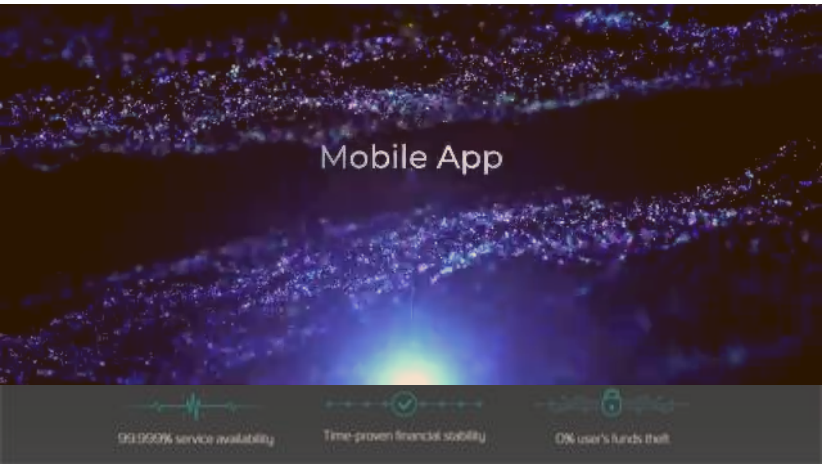 Mobile App
99.999% service availability
Time-proven financial stability
0% user's funds theft